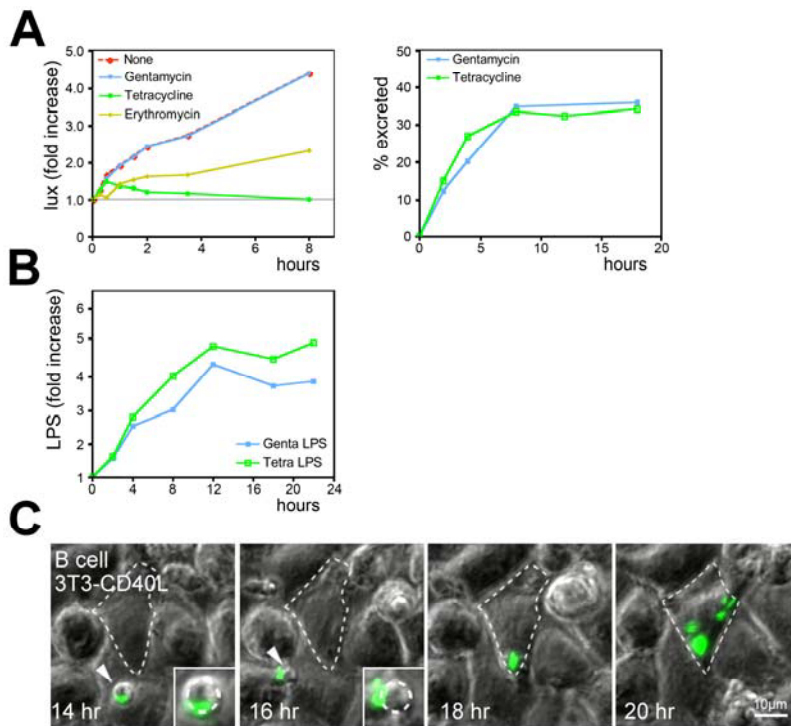 A
5.0
4.0
3.0
2.0
1.0
0
lux (fold increase)
None
Gentamycin
Tetracycline
Erythromycin
0
2
4
6
8
hours
50
40
30
20
10
0
% excreted
Gentamycin
Tetracycline
0
5
10
15
20
hours
B
6
5
4
3
2
1
LPS (fold increase)
Genta LPS
Tetra LPS
0
4
8
12
16
20
24
hours
C
B cell
3T3-CD40L
14 hr
16 hr
18 hr
20 hr
10µm